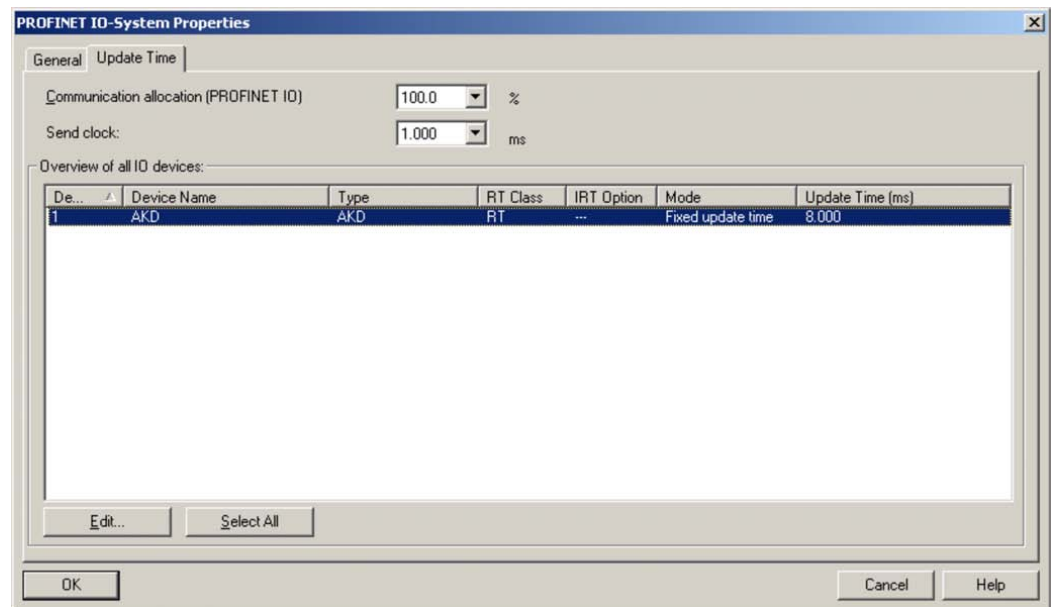 PROFINET IO-System Properties
General Update Time
Communication allocation (PROFINET IO) 100.0 %
Send clock: 1.000 ms
Overview of all IO devices:
De... Device Name Type RT Class IRT Option Mode Update Time (ms)
1 AKD AKD RT --- Fixed update time 8.000
Edit... Select All
OK Cancel Help